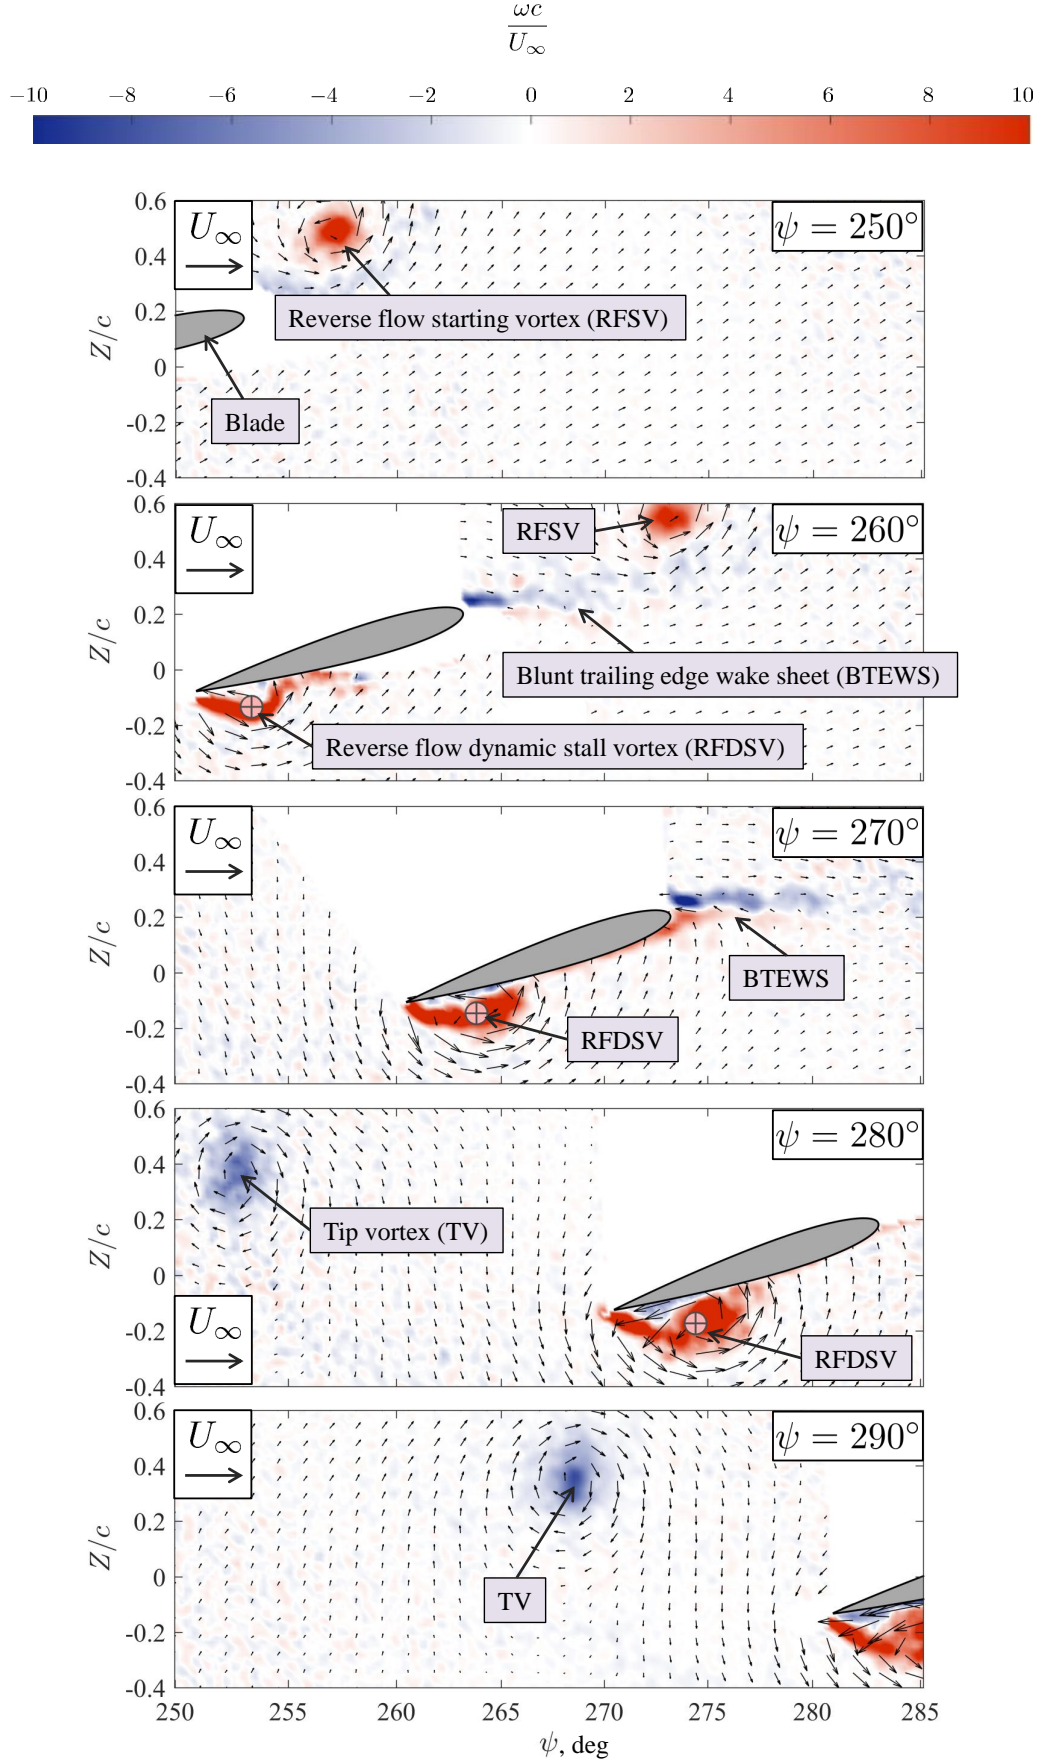 ωc
U∞
−10 −8 −6 −4 −2 0 2 4 6 8 10
0.6
U∞
ψ = 250°
0.4
Reverse flow starting vortex (RFSV)
0.2
Z/c
0
Blade
-0.2
-0.4
0.6
U∞
RFSV
ψ = 260°
0.4
0.2
Z/c
0
Blunt trailing edge wake sheet (BTEWS)
-0.2
Reverse flow dynamic stall vortex (RFDSV)
-0.4
0.6
U∞
ψ = 270°
0.4
0.2
Z/c
0
BTEWS
-0.2
RFDSV
-0.4
0.6
ψ = 280°
0.4
0.2
Tip vortex (TV)
Z/c
0
U∞
-0.2
RFDSV
-0.4
0.6
U∞
ψ = 290°
0.4
0.2
Z/c
0
TV
-0.2
-0.4
250 255 260 265 270 275 280 285
ψ, deg